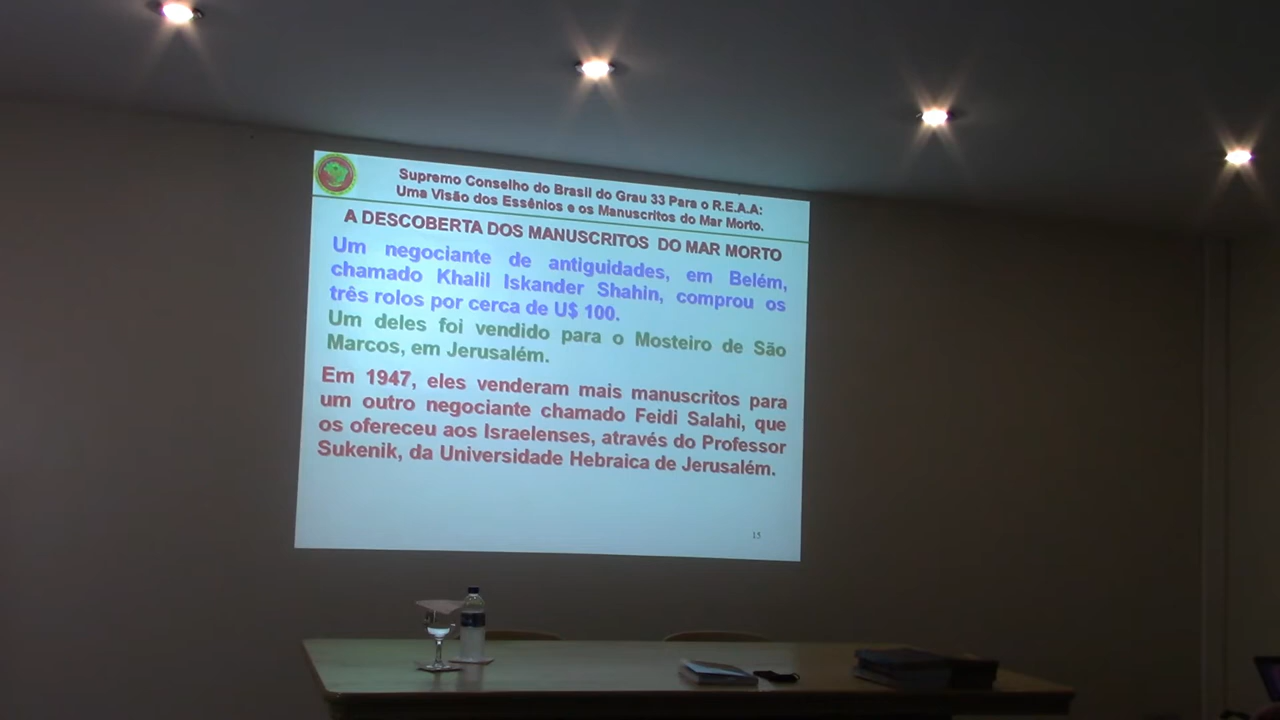 Supremo Conselho do Brasil do Grau 33 Para o R.E.A.A:
Uma Visão dos Essênios e os Manuscritos do Mar Morto.
A DESCOBERTA DOS MANUSCRITOS DO MAR MORTO
Um negociante de antiguidades, em Belém,
chamado Khalil Iskander Shahin, comprou os
três rolos por cerca de U$ 100.
Um deles foi vendido para o Mosteiro de São
Marcos, em Jerusalém.
Em 1947, eles venderam mais manuscritos para
um outro negociante chamado Feidi Salahi, que
os ofereceu aos Israelenses, através do Professor
Sukenik, da Universidade Hebraica de Jerusalém.